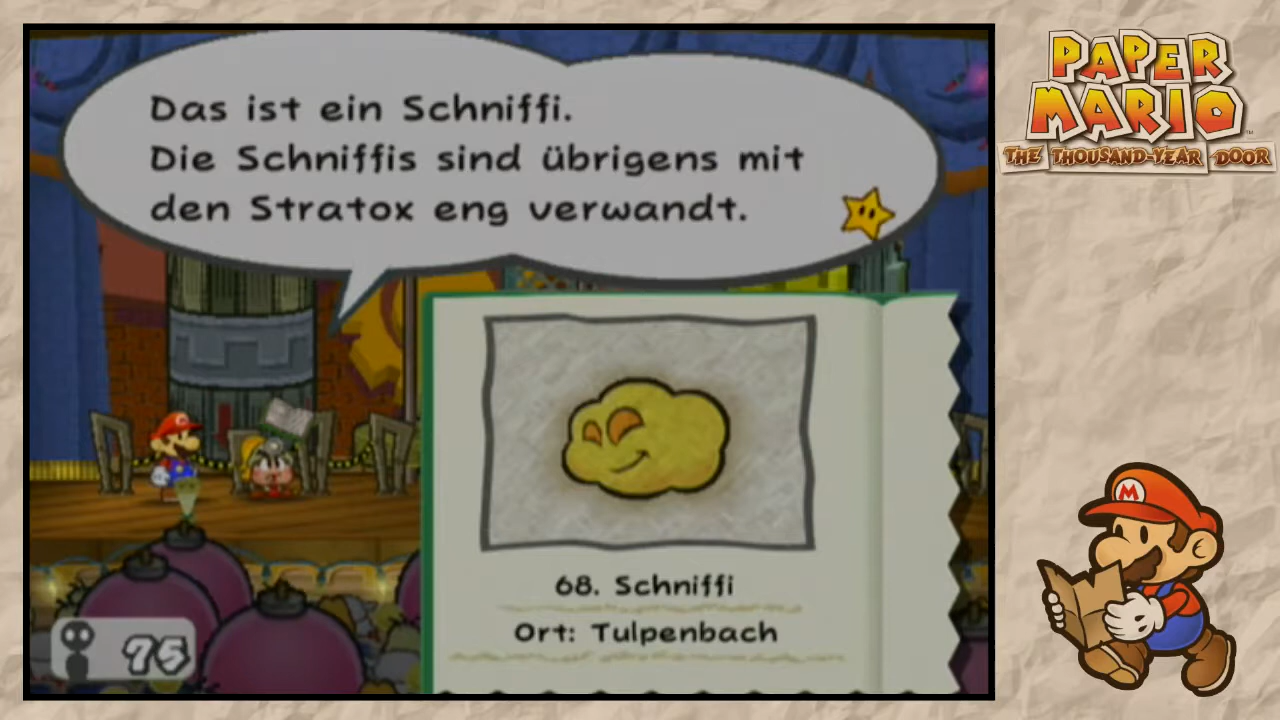 Das ist ein Schniffi.
Die Schniffis sind übrigens mit
den Stratox eng verwandt.
PAPER
MARIO
THE THOUSAND-YEAR DOOR
68. Schniffi
Ort: Tulpenbach
75
M